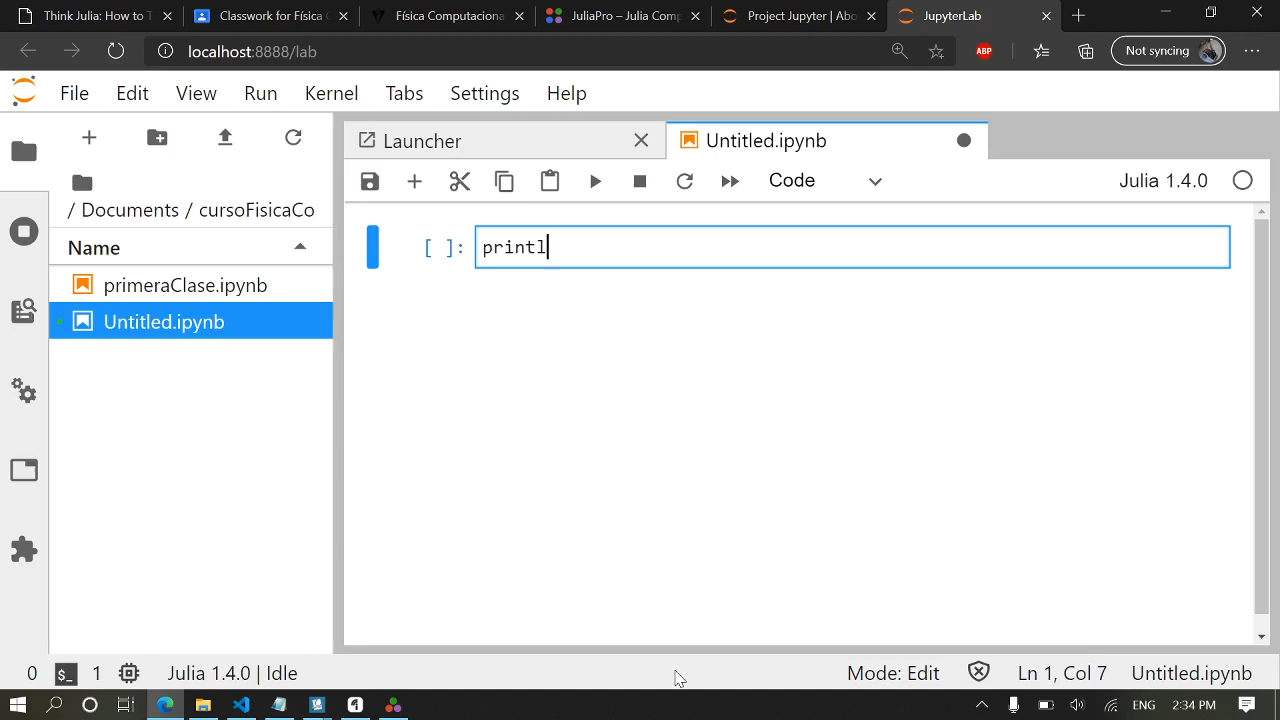 Think Julia: How to T
Classwork for Física C
Física Computaciona
JuliaPro – Julia Comp
Project Jupyter | Abo
JupyterLab
localhost:8888/lab
ABP
Not syncing
File Edit View Run Kernel Tabs Settings Help
/ Documents / cursoFisicaCo
Name
primeraClase.ipynb
Untitled.ipynb
Launcher
Untitled.ipynb
Code
Julia 1.4.0
[ ]: printl
0 $_ 1 Julia 1.4.0 | Idle
Mode: Edit Ln 1, Col 7 Untitled.ipynb
ENG 2:34 PM